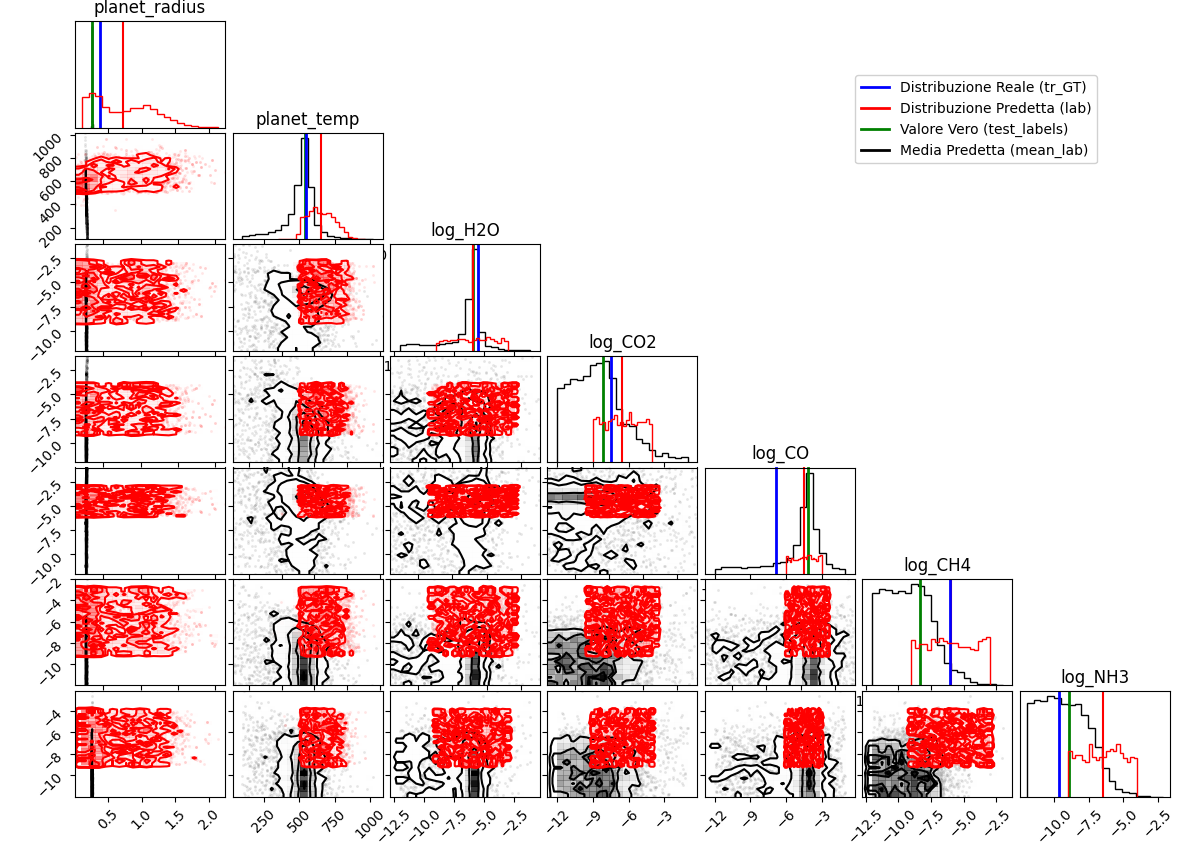 planet_radius
planet_temp
Distribuzione Reale (tr_GT)
Distribuzione Predetta (lab)
Valore Vero (test_labels)
Media Predetta (mean_lab)
1000
800
600
400
200
log_H2O
−2.5
−5.0
−7.5
−10.0
log_CO2
−2.5
−5.0
−7.5
−10.0
log_CO
−2.5
−5.0
−7.5
−10.0
log_CH4
−2
−4
−6
−8
−10
log_NH3
−4
−6
−8
−10
0.5 1.0 1.5 2.0 250 500 750 1000 −12.5 −10.0 −7.5 −5.0 −2.5 −12 −9 −6 −3 −12 −9 −6 −3 −12.5 −10.0 −7.5 −5.0 −2.5 −10.0 −7.5 −5.0 −2.5